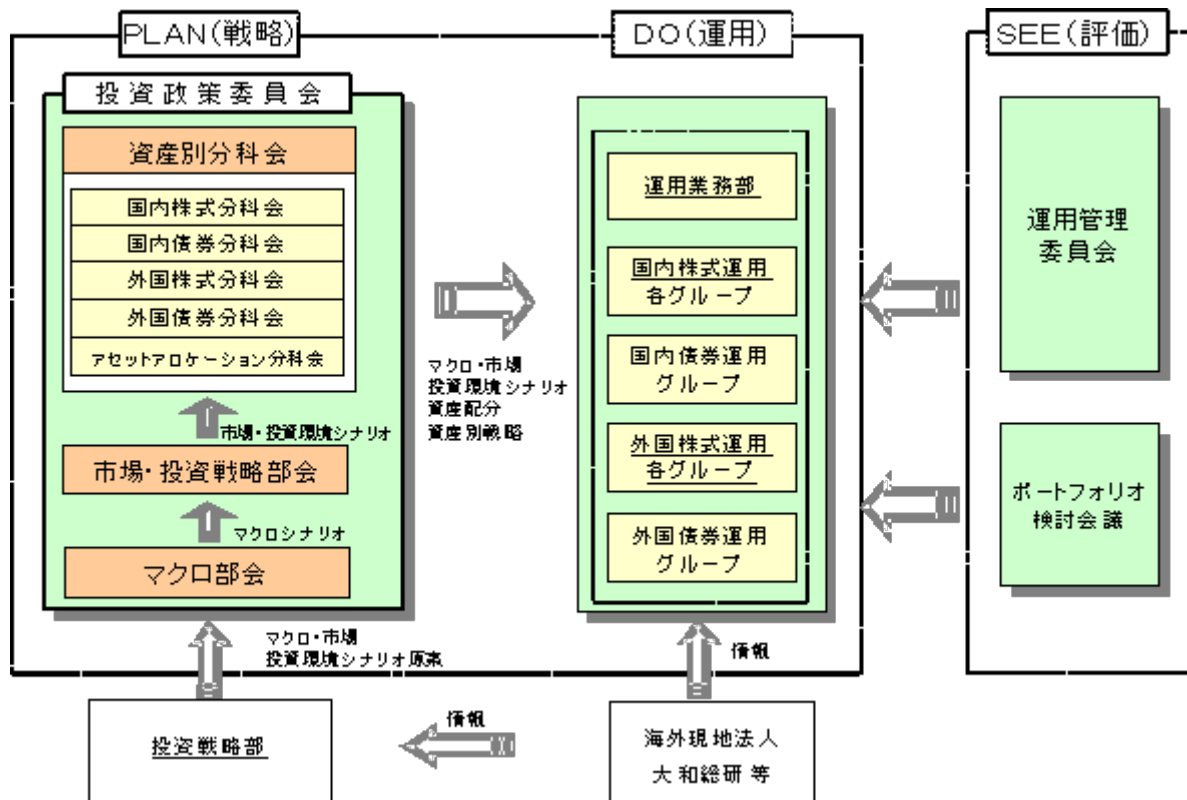 PLAN(戦略)
DO(運用)
SEE(評価)
投資政策委員会
資産別分科会
国内株式分科会
国内債券分科会
外国株式分科会
外国債券分科会
アセットアロケーション分科会
市場・投資環境シナリオ
市場・投資戦略部会
マクロシナリオ
マクロ部会
マクロ・市場
投資環境シナリオ
資産配分
資産別戦略
運用業務部
国内株式運用
各グループ
国内債券運用
グループ
外国株式運用
各グループ
外国債券運用
グループ
運用管理
委員会
ポートフォリオ
検討会議
マクロ・市場
投資環境シナリオ原案
情報
投資戦略部
情報
海外現地法人
大和総研等